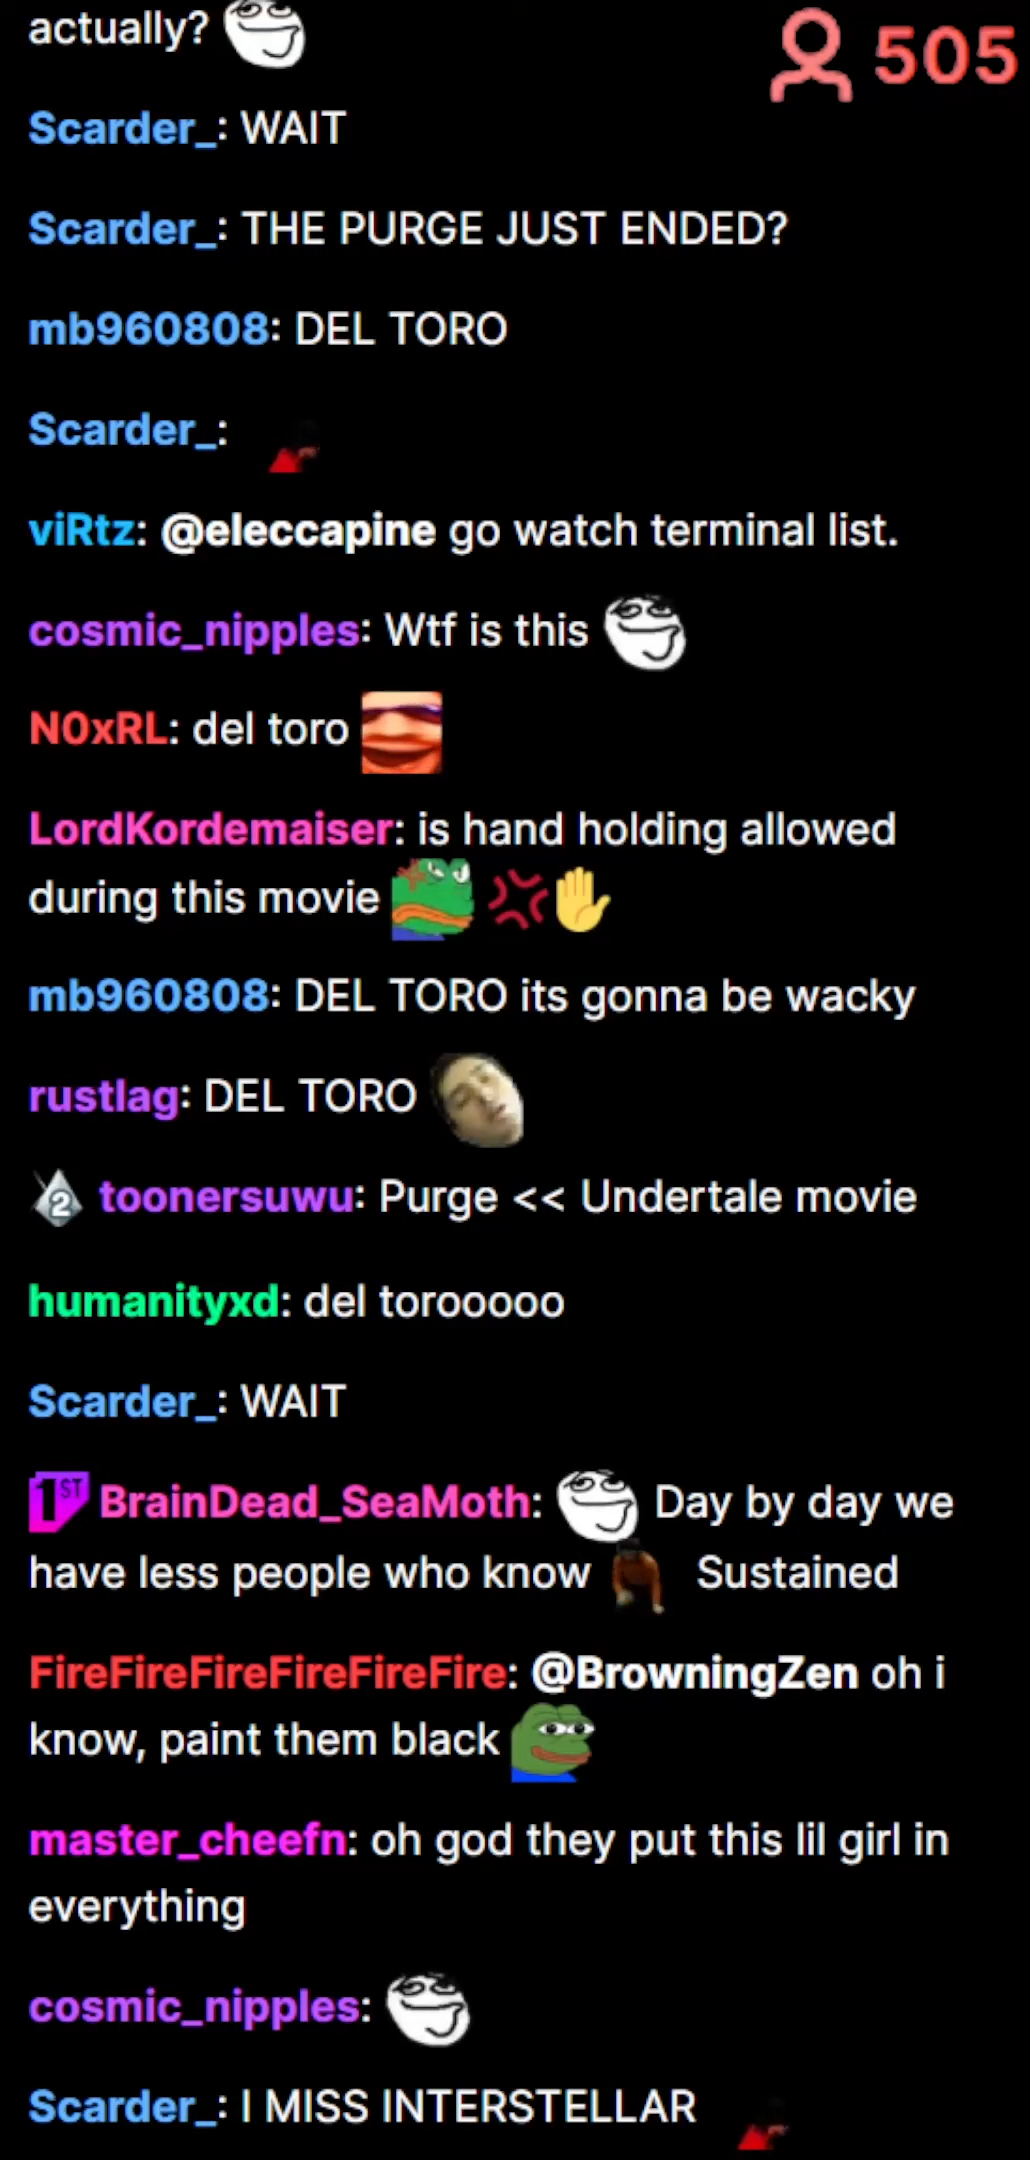 actually?
505
Scarder_: WAIT
Scarder_: THE PURGE JUST ENDED?
mb960808: DEL TORO
Scarder_:
viRtz: @eleccapine go watch terminal list.
cosmic_nipples: Wtf is this
N0xRL: del toro
LordKordemaiser: is hand holding allowed
during this movie
mb960808: DEL TORO its gonna be wacky
rustlag: DEL TORO
2 toonersuwu: Purge << Undertale movie
humanityxd: del torooooo
Scarder_: WAIT
1ST BrainDead_SeaMoth: Day by day we
have less people who know Sustained
FireFireFireFireFireFire: @BrowningZen oh i
know, paint them black
master_cheefn: oh god they put this lil girl in
everything
cosmic_nipples:
Scarder_: I MISS INTERSTELLAR